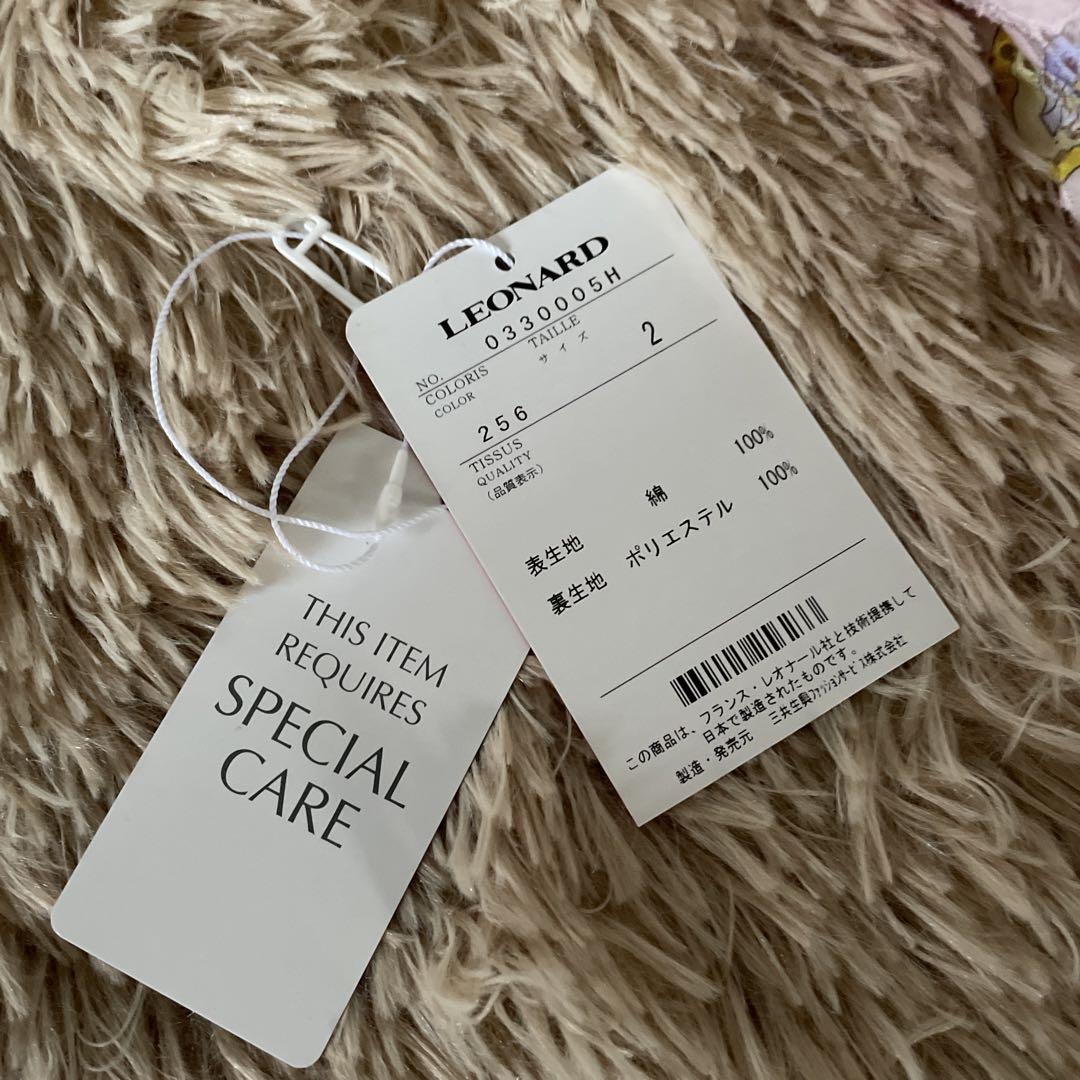 LEONARD
NO. 0330005H
COLORIS TAILLE
COLOR サイズ 2
256
TISSUS
QUALITY
(品質表示)
表生地 綿 100%
裏生地 ポリエステル 100%
この商品は、フランス・レオナール社と技術提携して
日本で製造されたものです。
製造・発売元 三共生興ファッションサービス株式会社
THIS ITEM
REQUIRES
SPECIAL
CARE